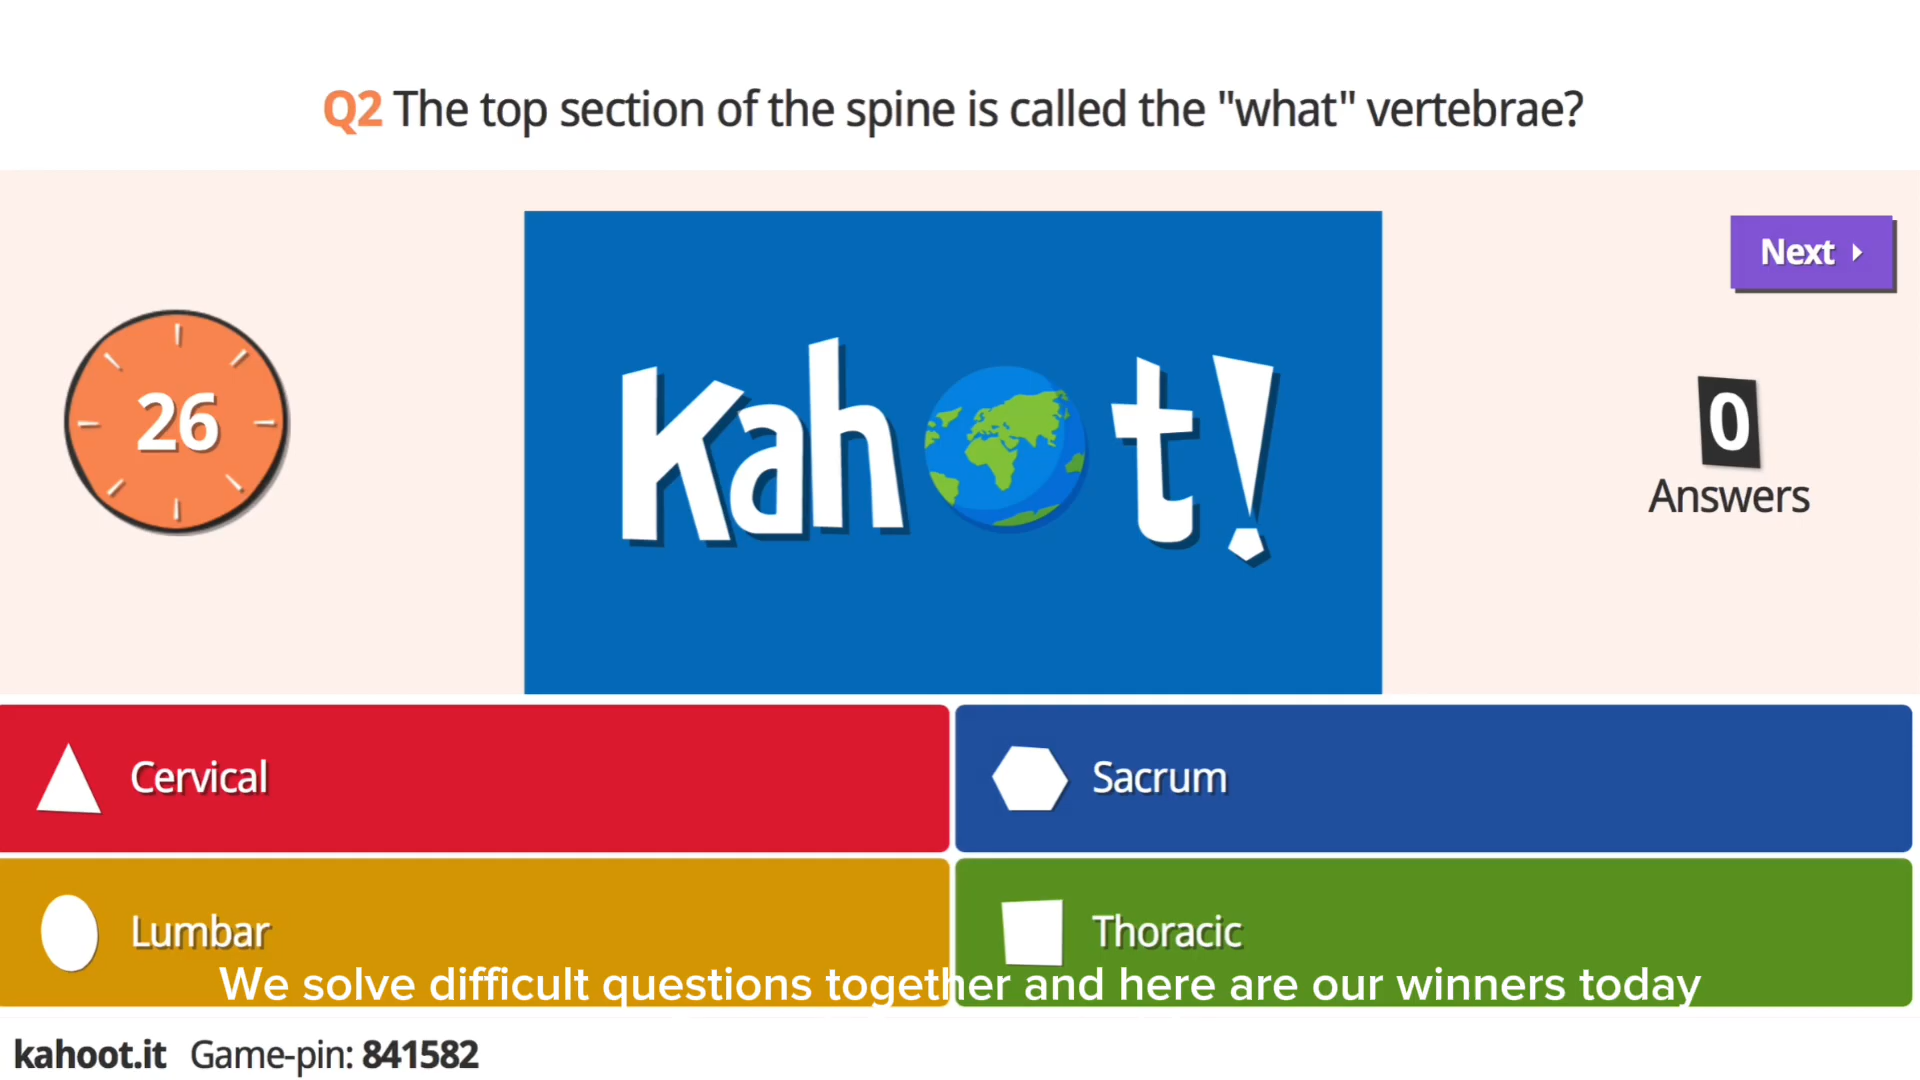 Q2 The top section of the spine is called the "what" vertebrae?
Next
26
Kahoot!
0
Answers
Cervical
Sacrum
Lumbar
Thoracic
We solve difficult questions together and here are our winners today
kahoot.it Game-pin: 841582